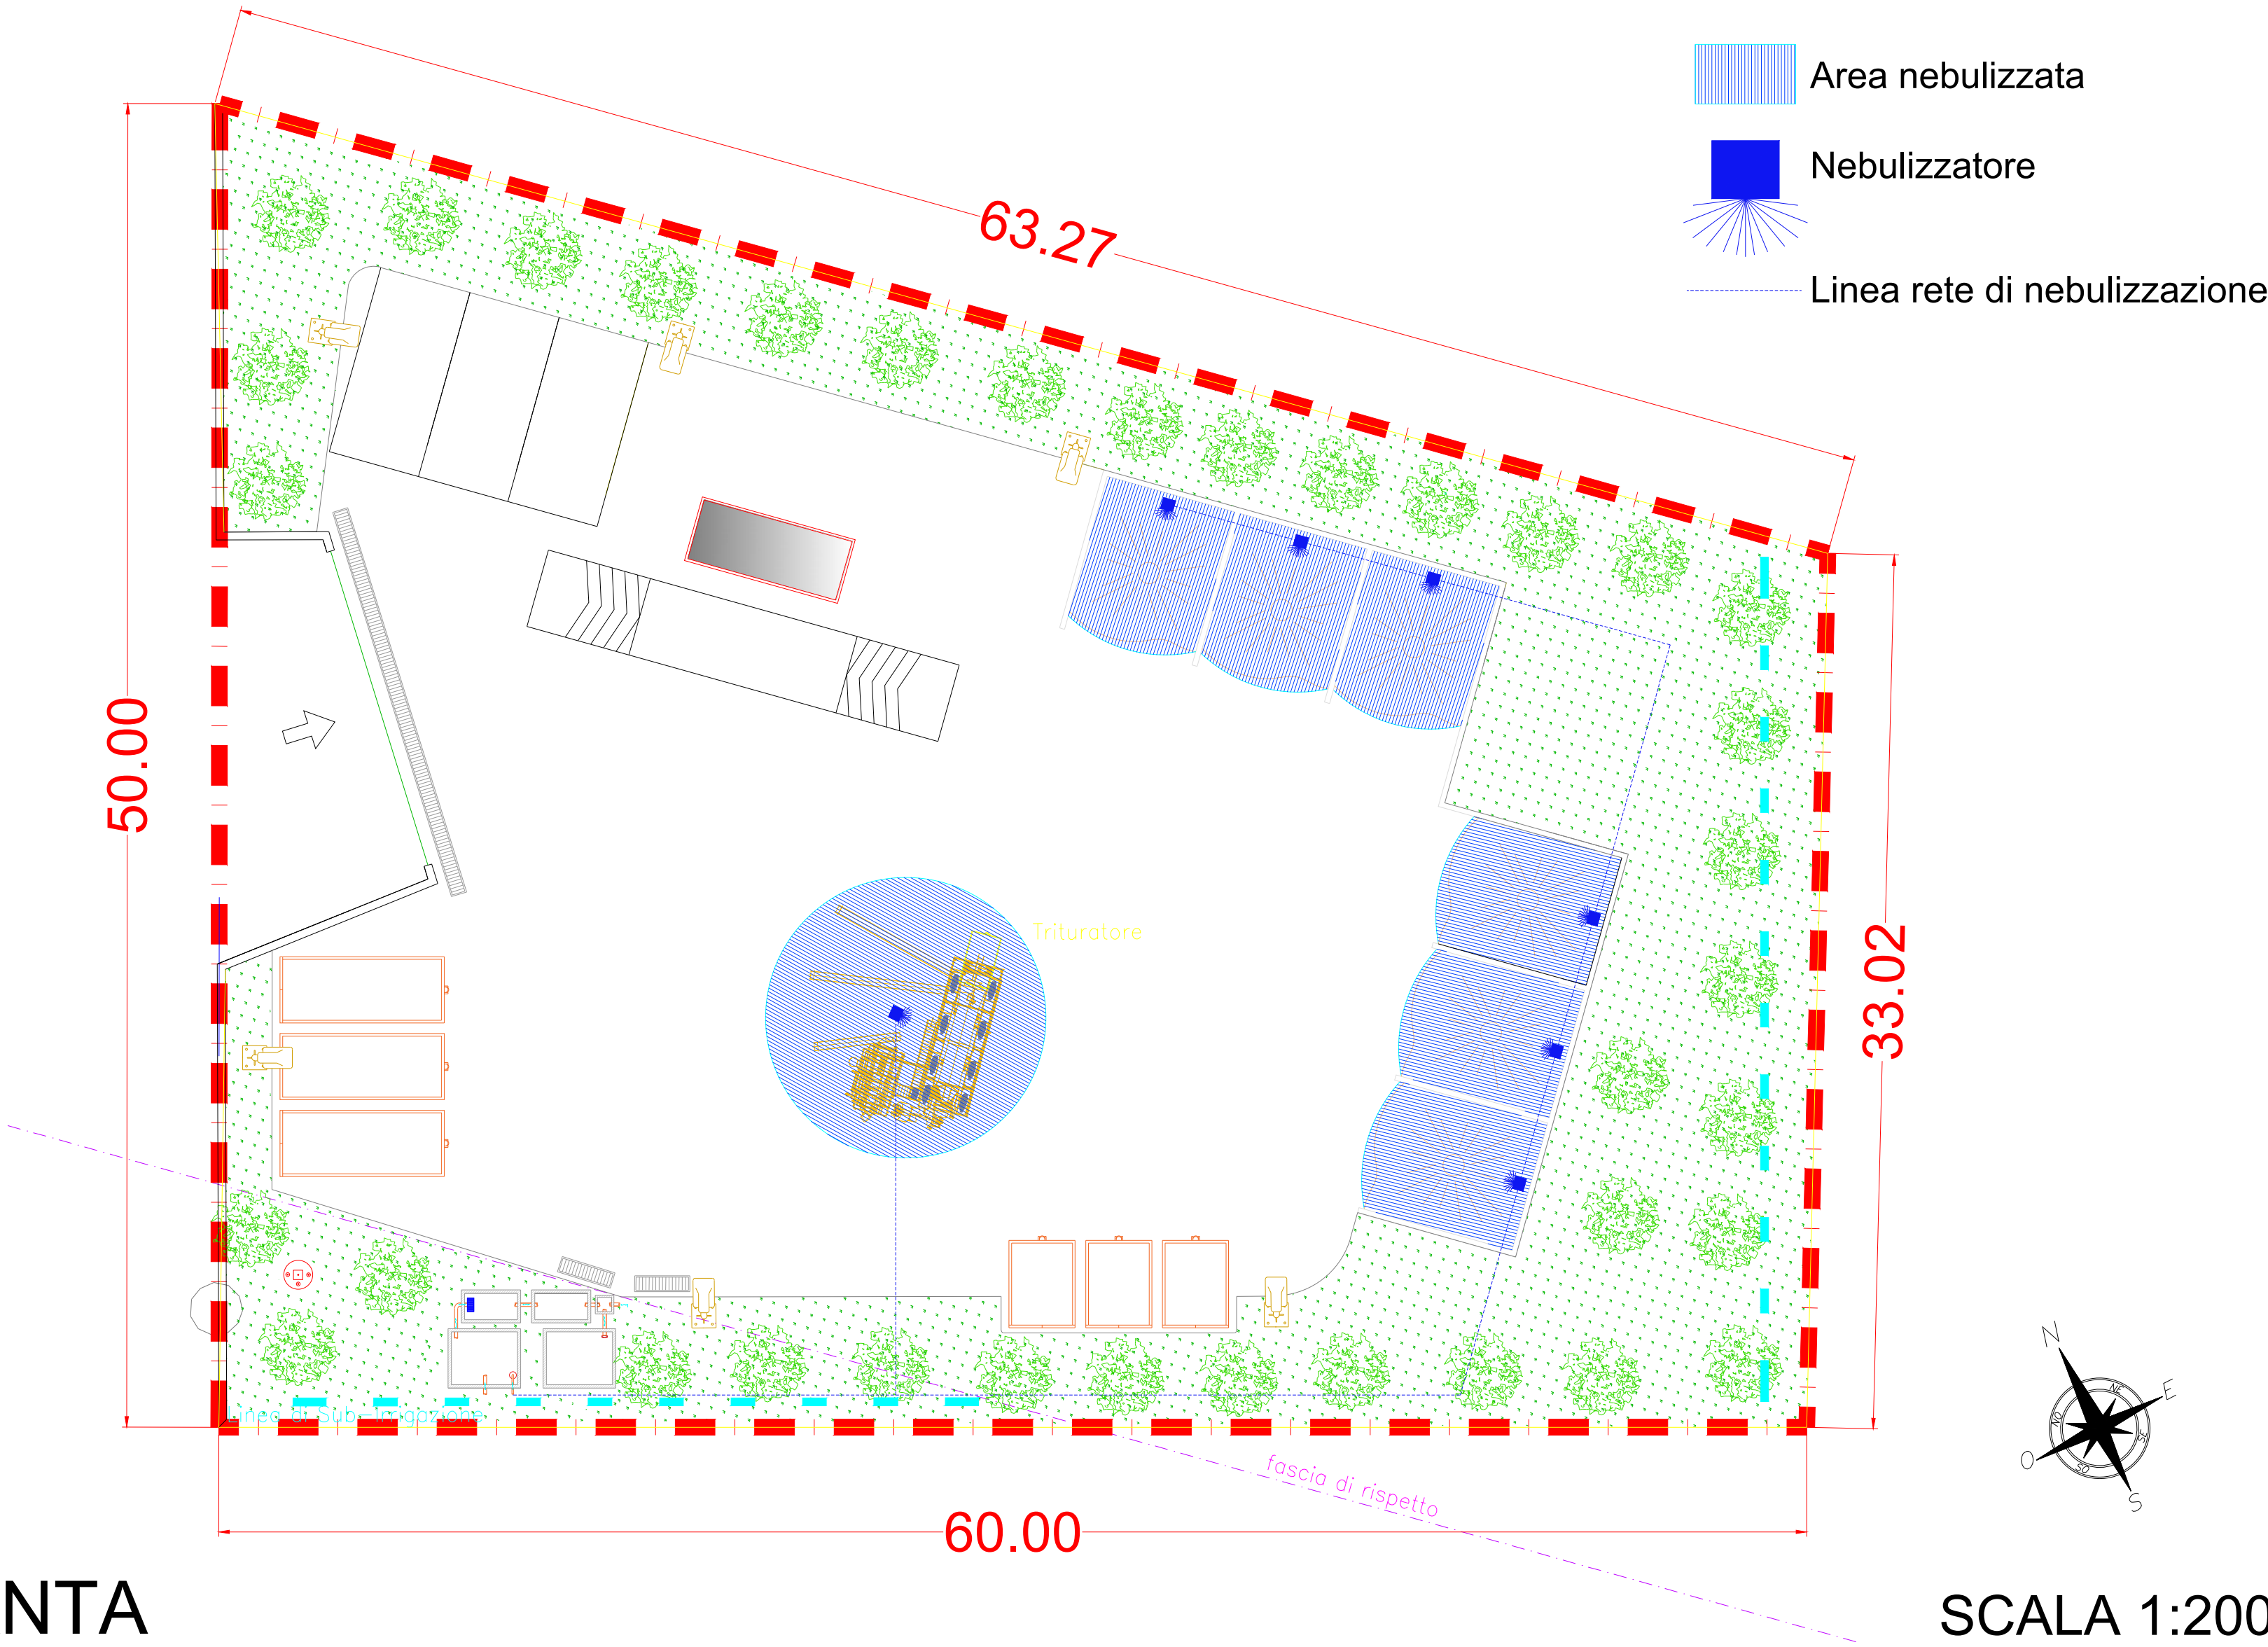 Area nebulizzata
Nebulizzatore
Linea rete di nebulizzazione
63.27
50.00
33.02
Trituratore
Linea di Sub-Irrigazione
fascia di rispetto
60.00
N
NE
E
NO
SE
O
SO
S
NTA
SCALA 1:200